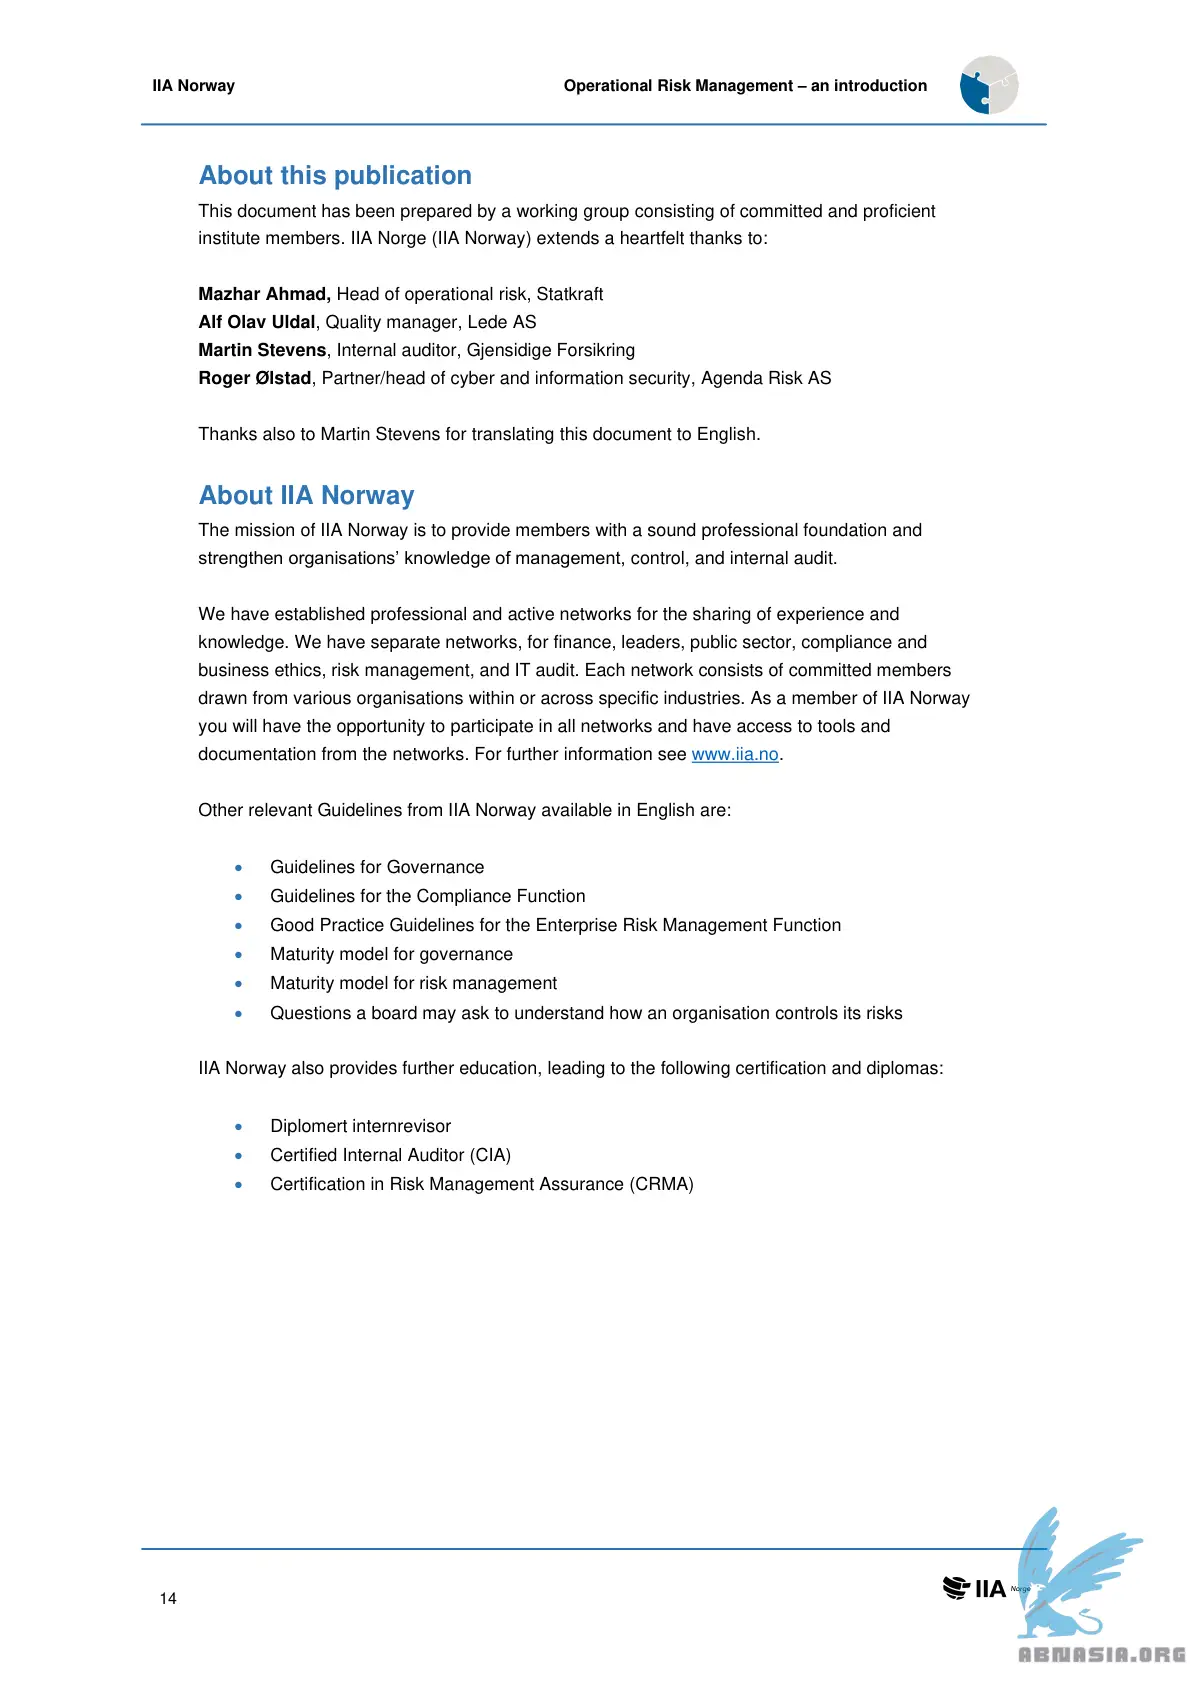 IIA Norway
Operational Risk Management – an introduction
About this publication
This document has been prepared by a working group consisting of committed and proficient
institute members. IIA Norge (IIA Norway) extends a heartfelt thanks to:
Mazhar Ahmad, Head of operational risk, Statkraft
Alf Olav Uldal, Quality manager, Lede AS
Martin Stevens, Internal auditor, Gjensidige Forsikring
Roger Ølstad, Partner/head of cyber and information security, Agenda Risk AS
Thanks also to Martin Stevens for translating this document to English.
About IIA Norway
The mission of IIA Norway is to provide members with a sound professional foundation and
strengthen organisations’ knowledge of management, control, and internal audit.
We have established professional and active networks for the sharing of experience and
knowledge. We have separate networks, for finance, leaders, public sector, compliance and
business ethics, risk management, and IT audit. Each network consists of committed members
drawn from various organisations within or across specific industries. As a member of IIA Norway
you will have the opportunity to participate in all networks and have access to tools and
documentation from the networks. For further information see www.iia.no.
Other relevant Guidelines from IIA Norway available in English are:
• Guidelines for Governance
• Guidelines for the Compliance Function
• Good Practice Guidelines for the Enterprise Risk Management Function
• Maturity model for governance
• Maturity model for risk management
• Questions a board may ask to understand how an organisation controls its risks
IIA Norway also provides further education, leading to the following certification and diplomas:
• Diplomert internrevisor
• Certified Internal Auditor (CIA)
• Certification in Risk Management Assurance (CRMA)
14
IIA Norge
ABNASIA.ORG